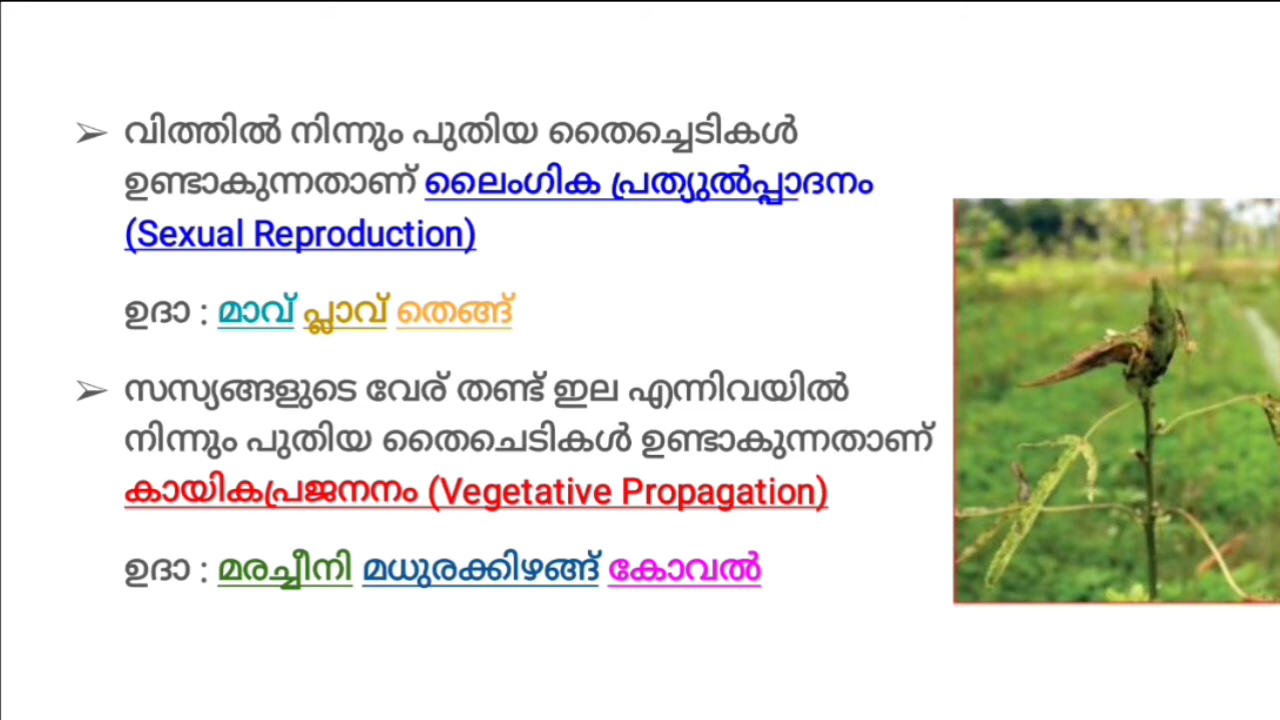 ➢ വിത്തിൽ നിന്നും പുതിയ തൈച്ചെടികൾ
ഉണ്ടാകുന്നതാണ് ലൈംഗിക പ്രത്യുൽപ്പാദനം
(Sexual Reproduction)
ഉദാ : മാവ് പ്ലാവ് തെങ്ങ്
➢ സസ്യങ്ങളുടെ വേര് തണ്ട് ഇല എന്നിവയിൽ
നിന്നും പുതിയ തൈചെടികൾ ഉണ്ടാകുന്നതാണ്
കായികപ്രജനനം (Vegetative Propagation)
ഉദാ : മരച്ചീനി മധുരക്കിഴങ്ങ് കോവൽ